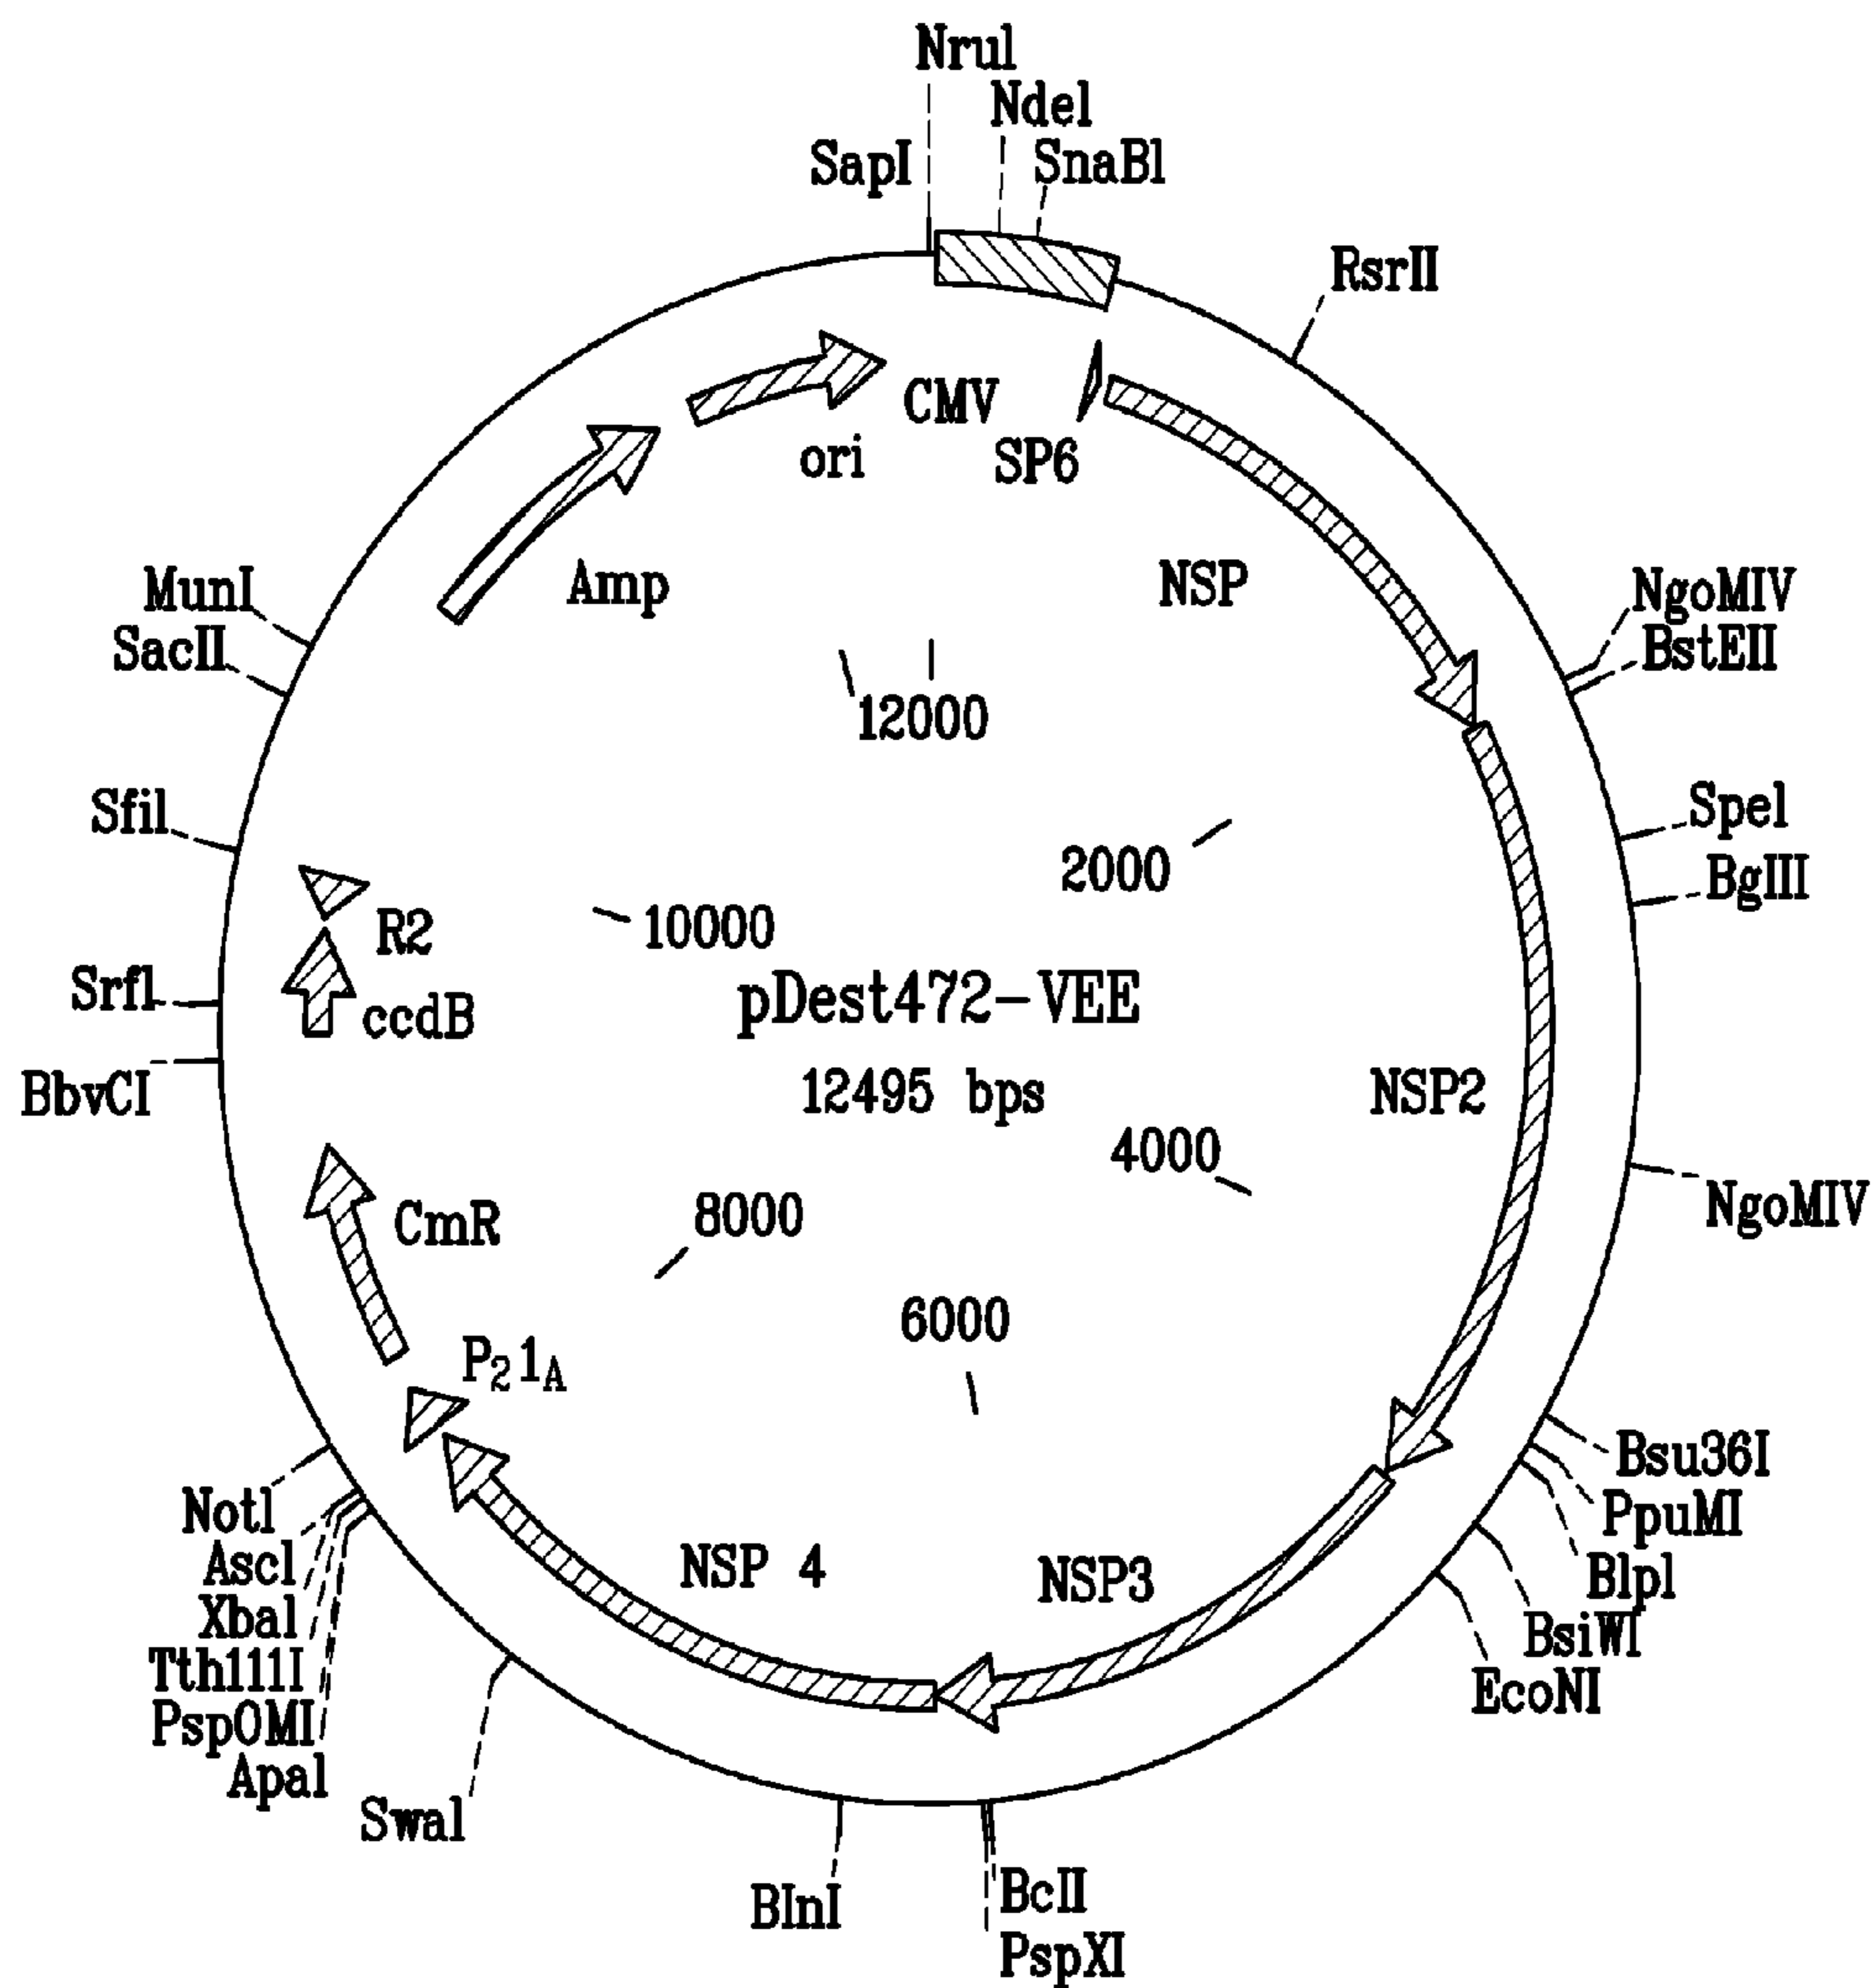 NruI
NdeI
SapI
SnaBI
RsrII
CMV
SP6
ori
MunI
Amp
NSP
NgoMIV
SacII
BstEII
12000
SfiI
SpeI
2000
BglII
R2
10000
SrfI
ccdB
pDest472-VEE
BbvCI
12495 bps
NSP2
4000
CmR
8000
NgoMIV
6000
P21A
Bsu36I
NotI
PpuMI
AscI
NSP 4
NSP3
BlpI
XbaI
BsiWI
Tth111I
EcoNI
PspOMI
ApaI
SwaI
BlnI
BclI
PspXI